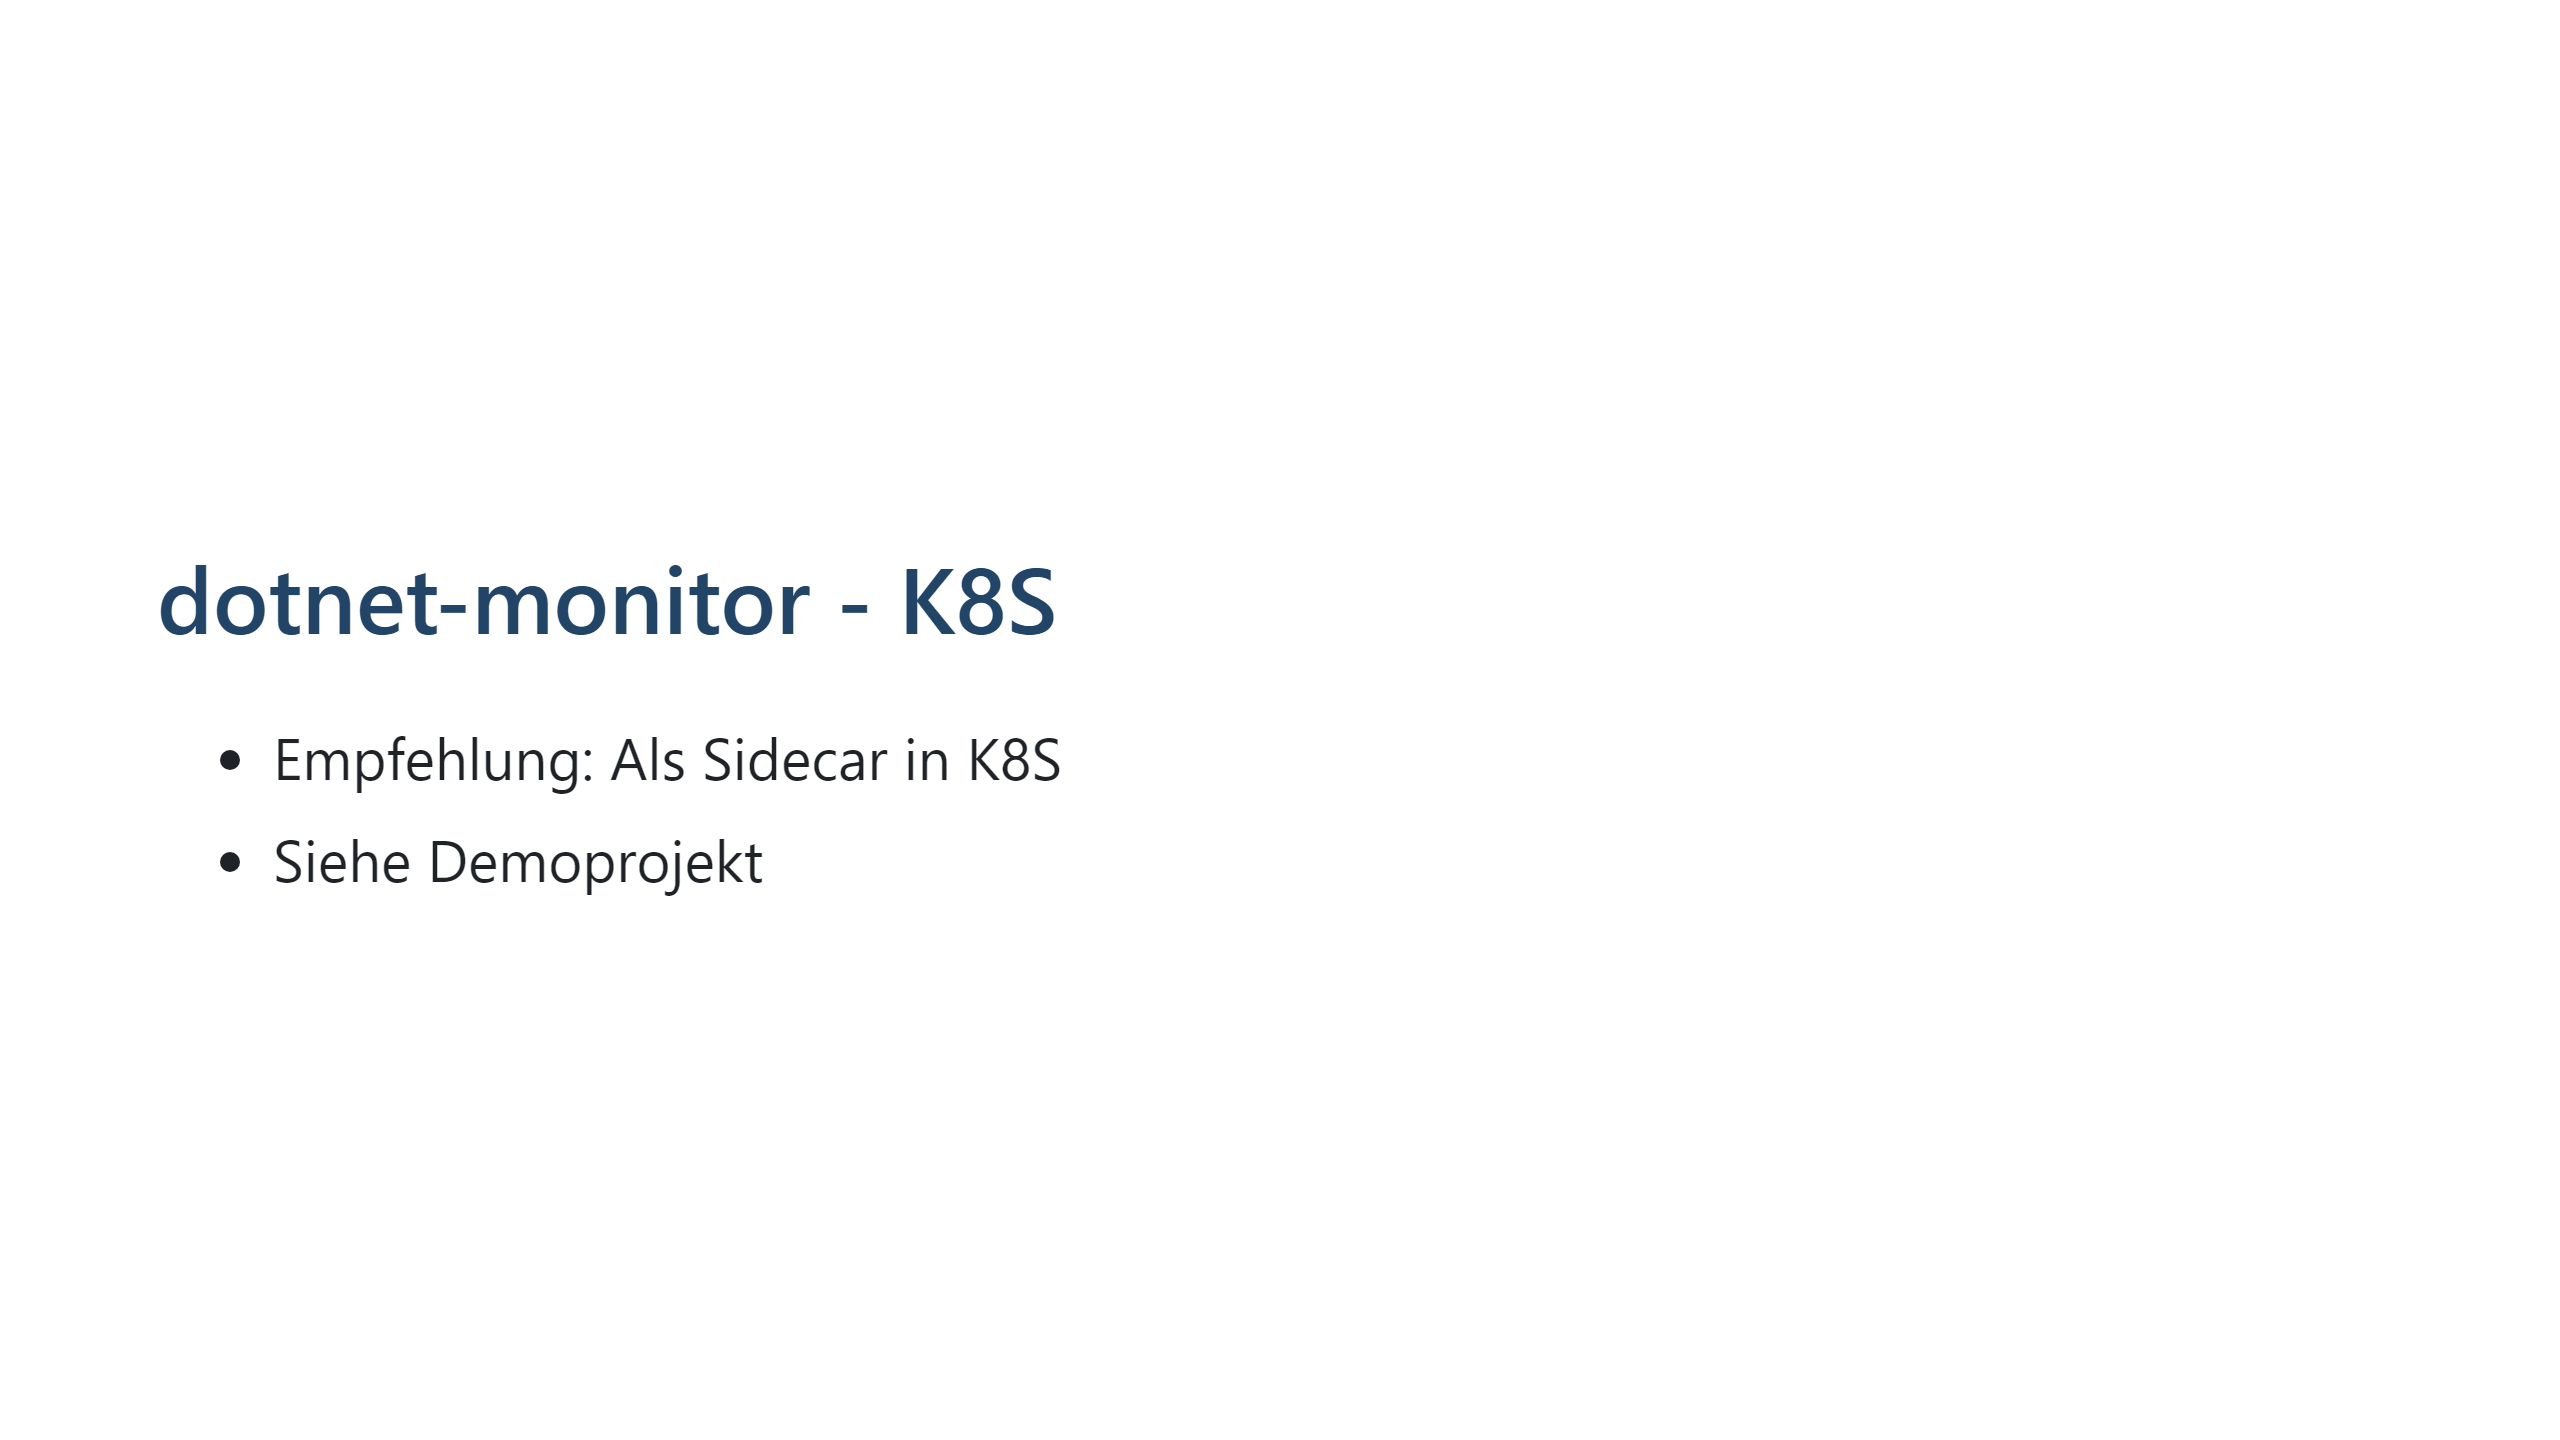 dotnet-monitor - K8S
Empfehlung: Als Sidecar in K8S
Siehe Demoprojekt